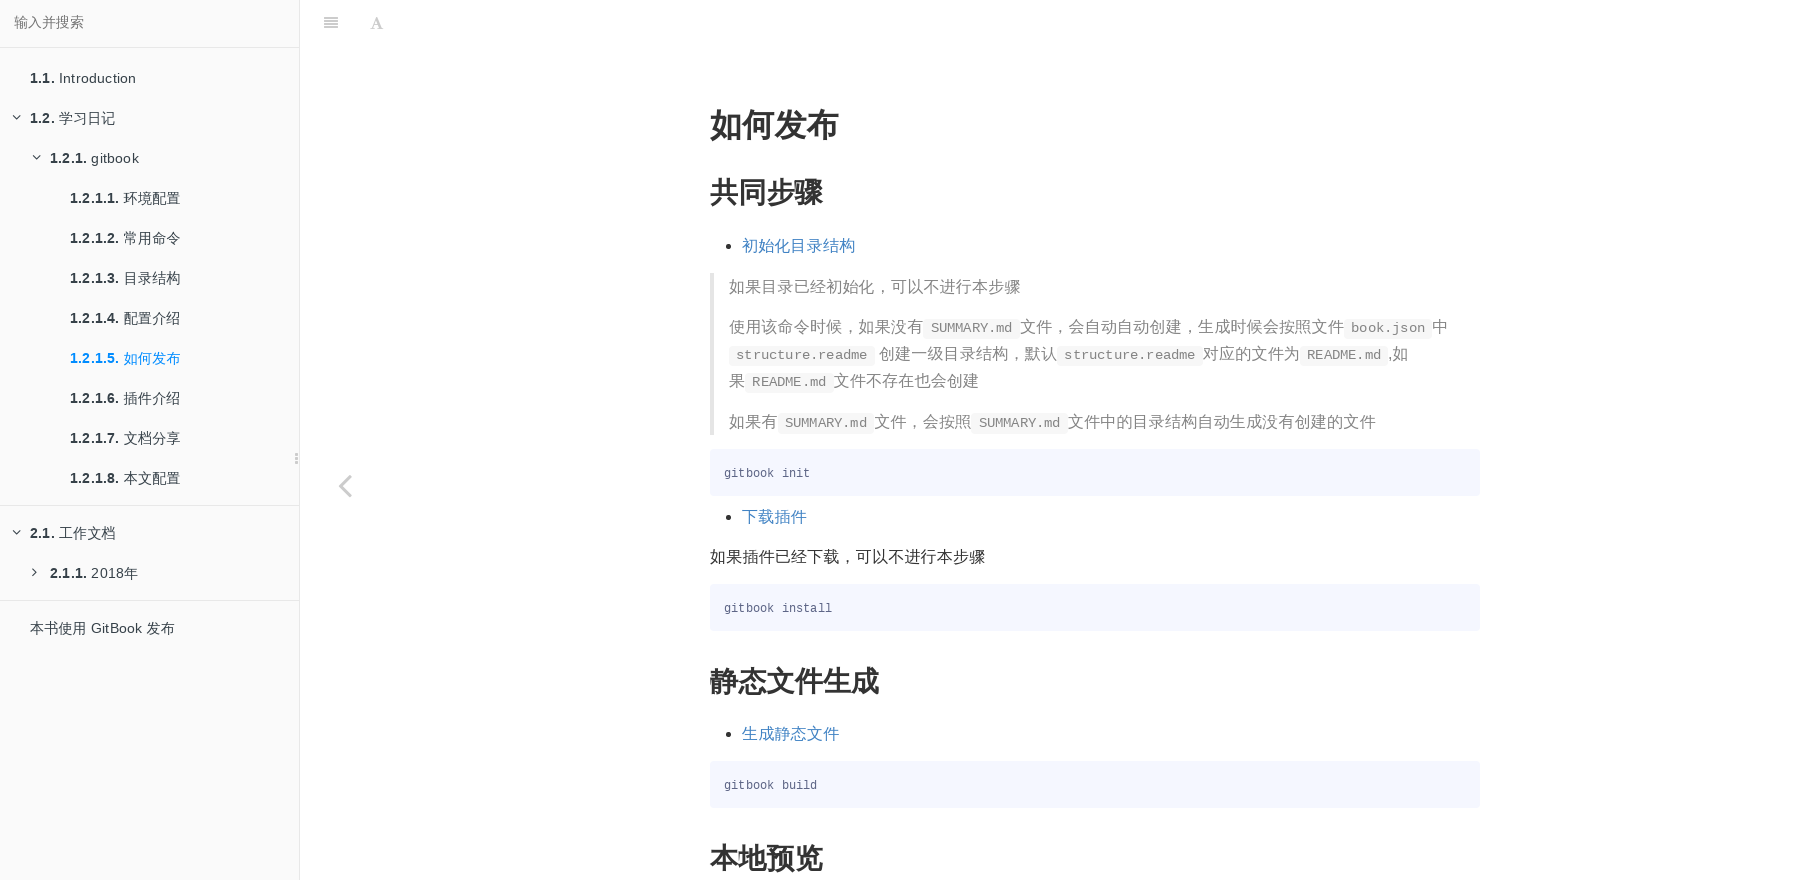 输入并搜索
1.1. Introduction
1.2. 学习日记
1.2.1. gitbook
1.2.1.1. 环境配置
1.2.1.2. 常用命令
1.2.1.3. 目录结构
1.2.1.4. 配置介绍
1.2.1.5. 如何发布
1.2.1.6. 插件介绍
1.2.1.7. 文档分享
1.2.1.8. 本文配置
2.1. 工作文档
2.1.1. 2018年
本书使用 GitBook 发布
A
如何发布
共同步骤
初始化目录结构
如果目录已经初始化，可以不进行本步骤
使用该命令时候，如果没有 SUMMARY.md 文件，会自动自动创建，生成时候会按照文件 book.json 中
structure.readme 创建一级目录结构，默认 structure.readme 对应的文件为 README.md ,如
果 README.md 文件不存在也会创建
如果有 SUMMARY.md 文件，会按照 SUMMARY.md 文件中的目录结构自动生成没有创建的文件
gitbook init
下载插件
如果插件已经下载，可以不进行本步骤
gitbook install
静态文件生成
生成静态文件
gitbook build
本地预览